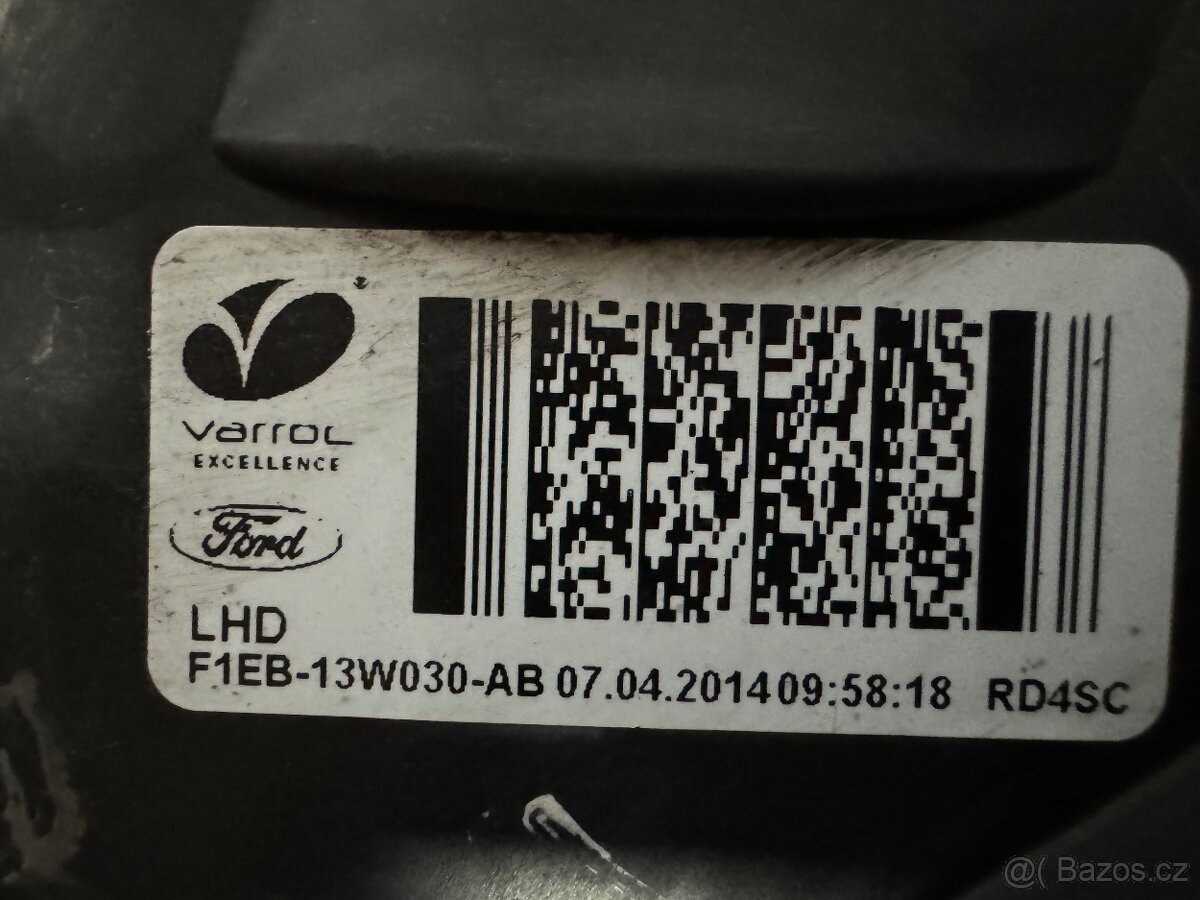 varroc
EXCELLENCE
Ford
LHD
F1EB-13W030-AB 07.04.2014 09:58:18 RD4SC
@( Bazos.cz